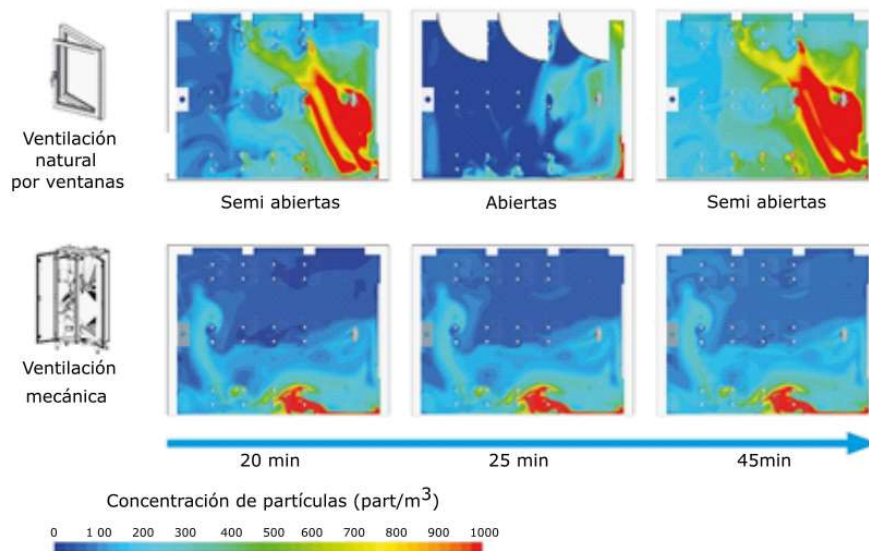 Ventilación
natural
por ventanas
Semi abiertas
Abiertas
Semi abiertas
Ventilación
mecánica
20 min
25 min
45min
Concentración de partículas (part/m³)
0 1 00 200 300 400 500 600 700 800 900 1000